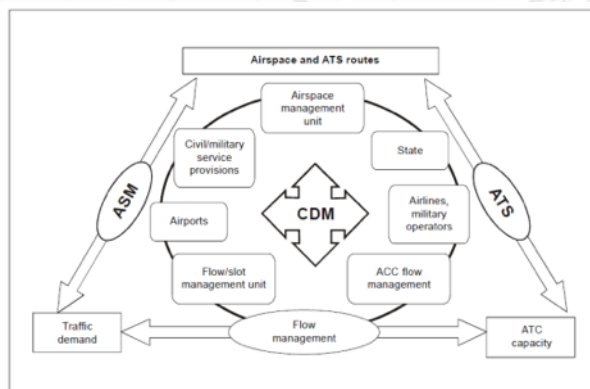 Airspace and ATS routes
Airspace
management
unit
Civil/military
service
provisions
State
ASM
CDM
ATS
Airports
Airlines,
military
operators
Flow/slot
management unit
ACC flow
management
Traffic
demand
Flow
management
ATC
capacity